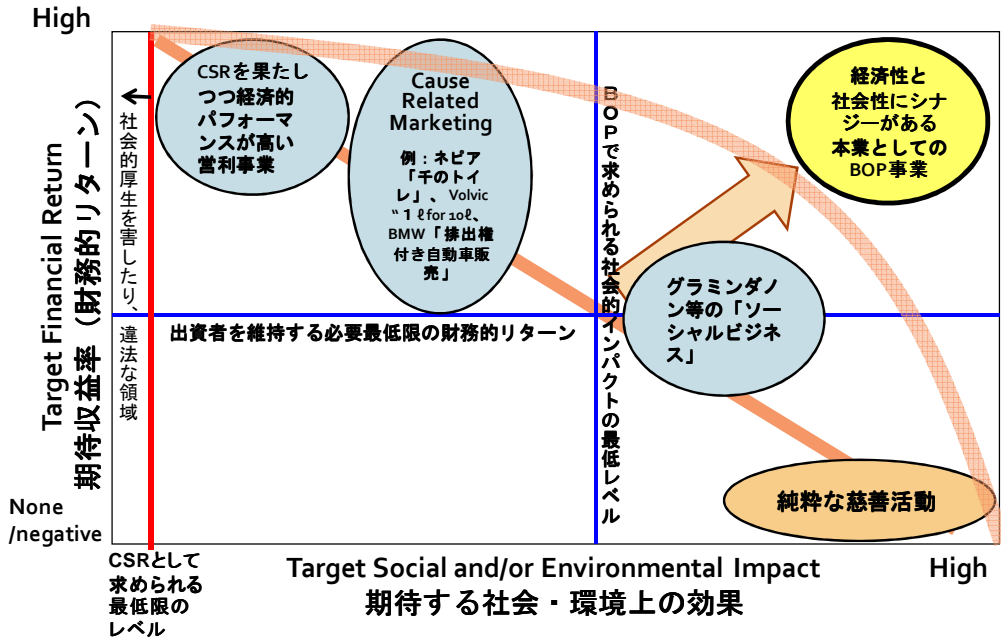 High
Target Financial Return
期待収益率（財務的リターン）
None
/negative
社会的厚生を害したり、違法な領域
CSRを果たし
つつ経済的
パフォーマ
ンスが高い
営利事業
Cause
Related
Marketing
例：ネピア
「千のトイ
レ」、Volvic
“１ℓfor 10ℓ、
BMW「排出権
付き自動車販
売」
BOPで求められる社会的インパクトの最低レベル
経済性と
社会性にシナ
ジーがある
本業としての
BOP事業
グラミンダノ
ン等の「ソー
シャルビジネ
ス」
出資者を維持する必要最低限の財務的リターン
純粋な慈善活動
CSRとして
求められる
最低限の
レベル
Target Social and/or Environmental Impact
High
期待する社会・環境上の効果